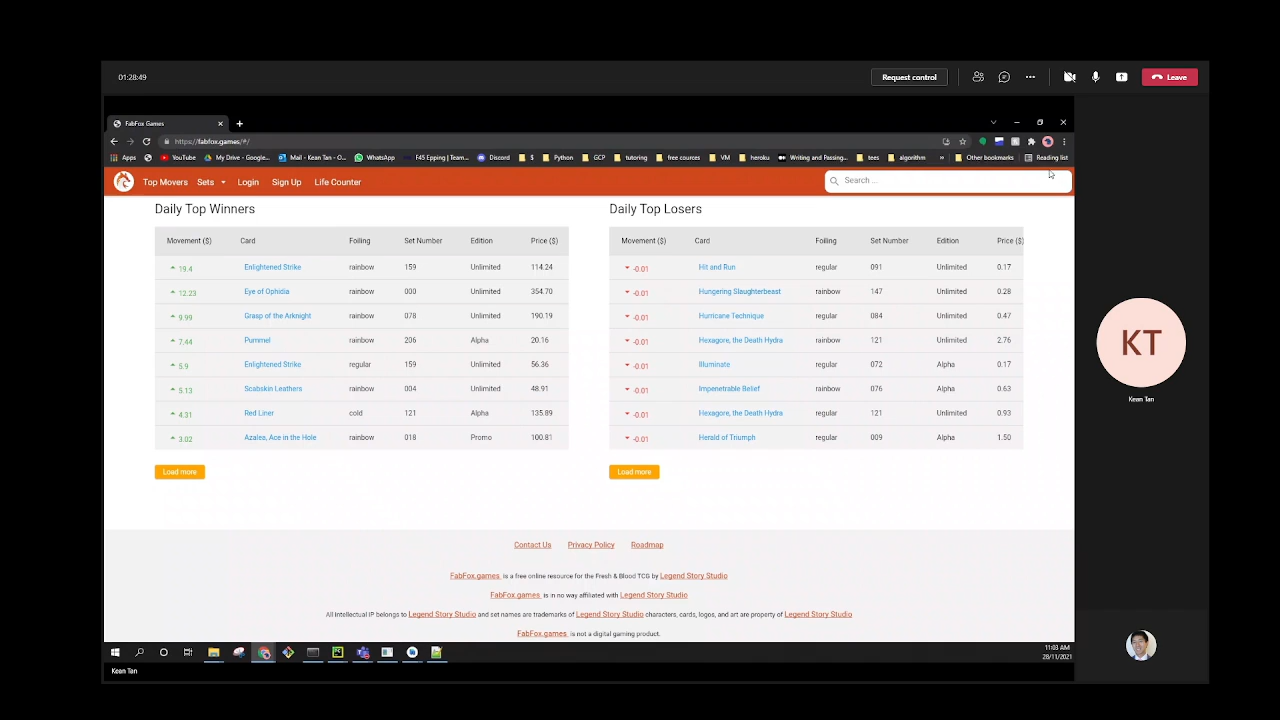 01:28:49 Request control Leave
FabFox Games
https://fabfox.games/#/
Apps YouTube My Drive - Google... Mail - Kean Tan - O... WhatsApp F45 Epping | Team... Discord $ Python GCP tutoring free cources VM heroku Writing and Passing... tees algorithm » Other bookmarks Reading list
Top Movers Sets Login Sign Up Life Counter Search ...
Daily Top Winners
Movement ($) Card Foiling Set Number Edition Price ($)
19.4 Enlightened Strike rainbow 159 Unlimited 114.24
12.23 Eye of Ophidia rainbow 000 Unlimited 354.70
9.99 Grasp of the Arknight rainbow 078 Unlimited 190.19
7.44 Pummel rainbow 206 Alpha 20.16
5.9 Enlightened Strike regular 159 Unlimited 56.36
5.13 Scabskin Leathers rainbow 004 Unlimited 48.91
4.31 Red Liner cold 121 Alpha 135.89
3.02 Azalea, Ace in the Hole rainbow 018 Promo 100.81
Load more
Daily Top Losers
Movement ($) Card Foiling Set Number Edition Price ($)
-0.01 Hit and Run regular 091 Unlimited 0.17
-0.01 Hungering Slaughterbeast rainbow 147 Unlimited 0.28
-0.01 Hurricane Technique regular 084 Unlimited 0.47
-0.01 Hexagore, the Death Hydra rainbow 121 Unlimited 2.76
-0.01 Illuminate regular 072 Alpha 0.17
-0.01 Impenetrable Belief rainbow 076 Alpha 0.63
-0.01 Hexagore, the Death Hydra regular 121 Unlimited 0.93
-0.01 Herald of Triumph regular 009 Alpha 1.50
Load more
Contact Us Privacy Policy Roadmap
FabFox.games is a free online resource for the Fresh & Blood TCG by Legend Story Studio
FabFox.games is in no way affiliated with Legend Story Studio
All Intellectual IP belongs to Legend Story Studio and set names are trademarks of Legend Story Studio characters, cards, logos, and art are property of Legend Story Studio
FabFox.games is not a digital gaming product.
KT
Kean Tan
11:03 AM
28/11/2021
Kean Tan